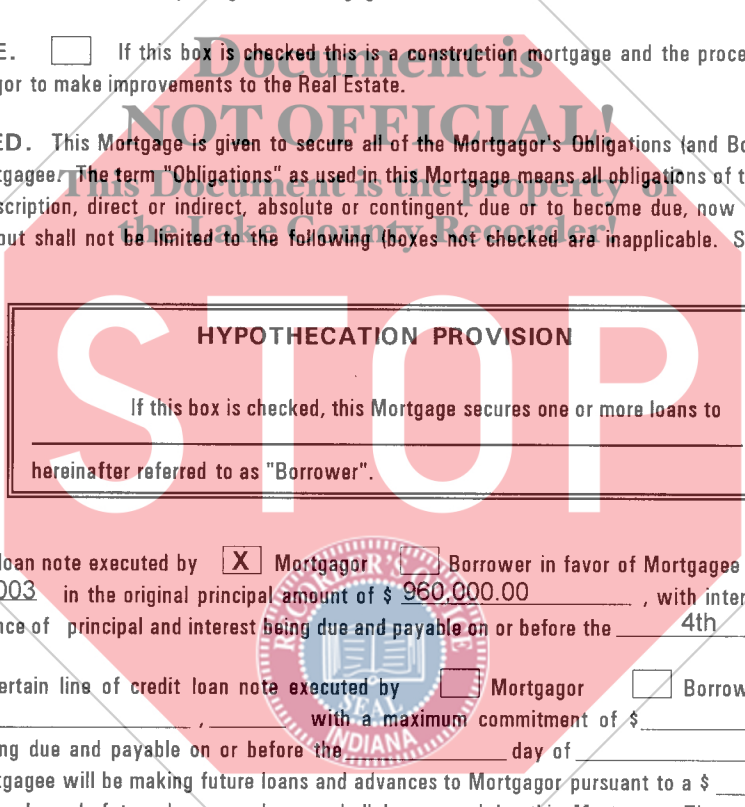 E. If this box is checked this is a construction mortgage and the proce
gor to make improvements to the Real Estate.
Document is
NOT OFFICIAL!
ED. This Mortgage is given to secure all of the Mortgagor's Obligations (and Bo
tgagee. The term "Obligations" as used in this Mortgage means all obligations of t
This Document is the property of
scription, direct or indirect, absolute or contingent, due or to become due, now
the Lake County Recorder!
but shall not be limited to the following (boxes not checked are inapplicable. S
STOP
HYPOTHECATION PROVISION
If this box is checked, this Mortgage secures one or more loans to
hereinafter referred to as "Borrower".
loan note executed by X Mortgagor Borrower in favor of Mortgagee
003 in the original principal amount of $ 960,000.00 , with inter
nce of principal and interest being due and payable on or before the 4th
ertain line of credit loan note executed by Mortgagor Borrow
, with a maximum commitment of $
ng due and payable on or before the day of
tgagee will be making future loans and advances to Mortgagor pursuant to a $
RECORDER'S OFFICE
SEAL
INDIANA